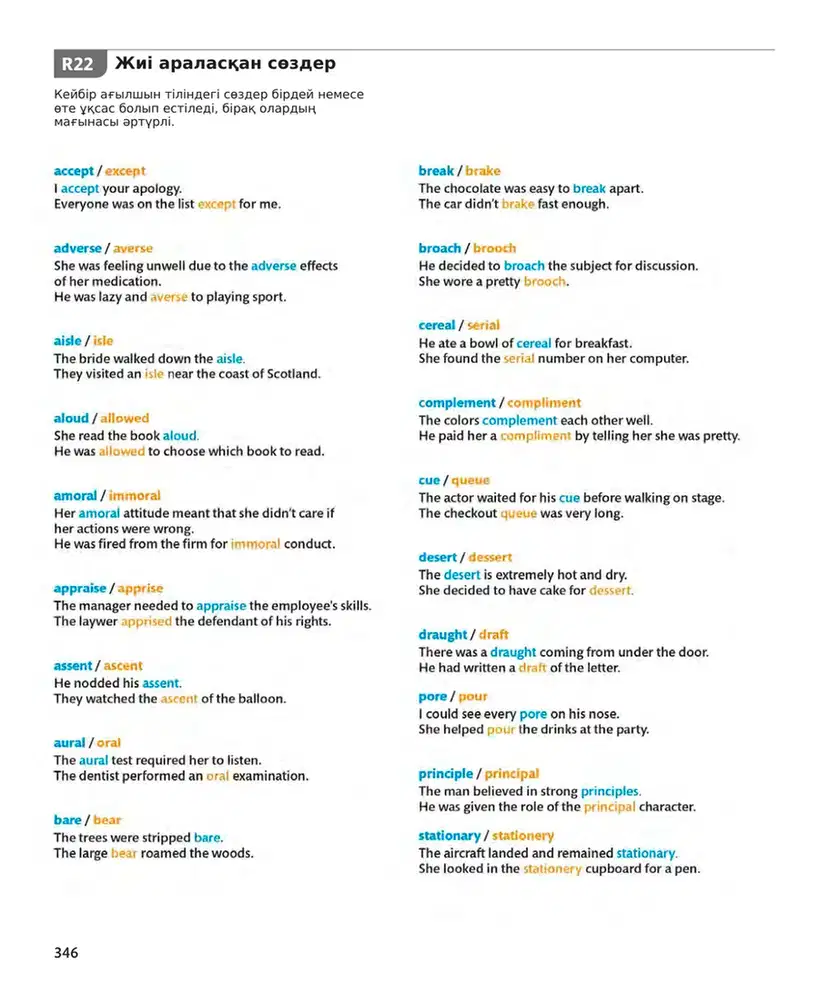 R22 Жиі араласқан сөздер
Кейбір ағылшын тіліндегі сөздер бірдей немесе
өте ұқсас болып естіледі, бірақ олардың
мағынасы әртүрлі.
accept / except
I accept your apology.
Everyone was on the list except for me.
adverse / averse
She was feeling unwell due to the adverse effects
of her medication.
He was lazy and averse to playing sport.
aisle / isle
The bride walked down the aisle.
They visited an isle near the coast of Scotland.
aloud / allowed
She read the book aloud.
He was allowed to choose which book to read.
amoral / immoral
Her amoral attitude meant that she didn't care if
her actions were wrong.
He was fired from the firm for immoral conduct.
appraise / apprise
The manager needed to appraise the employee's skills.
The laywer apprised the defendant of his rights.
assent / ascent
He nodded his assent.
They watched the ascent of the balloon.
aural / oral
The aural test required her to listen.
The dentist performed an oral examination.
bare / bear
The trees were stripped bare.
The large bear roamed the woods.
break / brake
The chocolate was easy to break apart.
The car didn't brake fast enough.
broach / brooch
He decided to broach the subject for discussion.
She wore a pretty brooch.
cereal / serial
He ate a bowl of cereal for breakfast.
She found the serial number on her computer.
complement / compliment
The colors complement each other well.
He paid her a compliment by telling her she was pretty.
cue / queue
The actor waited for his cue before walking on stage.
The checkout queue was very long.
desert / dessert
The desert is extremely hot and dry.
She decided to have cake for dessert.
draught / draft
There was a draught coming from under the door.
He had written a draft of the letter.
pore / pour
I could see every pore on his nose.
She helped pour the drinks at the party.
principle / principal
The man believed in strong principles.
He was given the role of the principal character.
stationary / stationery
The aircraft landed and remained stationary.
She looked in the stationery cupboard for a pen.
346